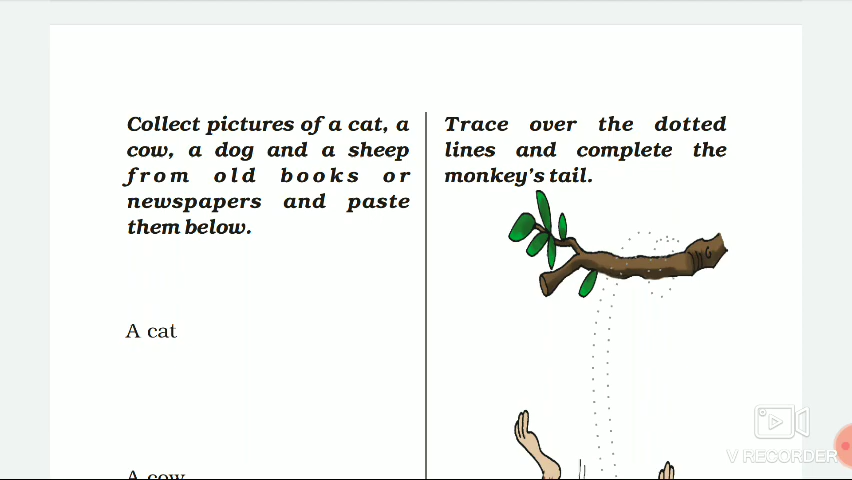 Collect pictures of a cat, a
cow, a dog and a sheep
from old books or
newspapers and paste
them below.
A cat
A cow
Trace over the dotted
lines and complete the
monkey's tail.
V RECORDER